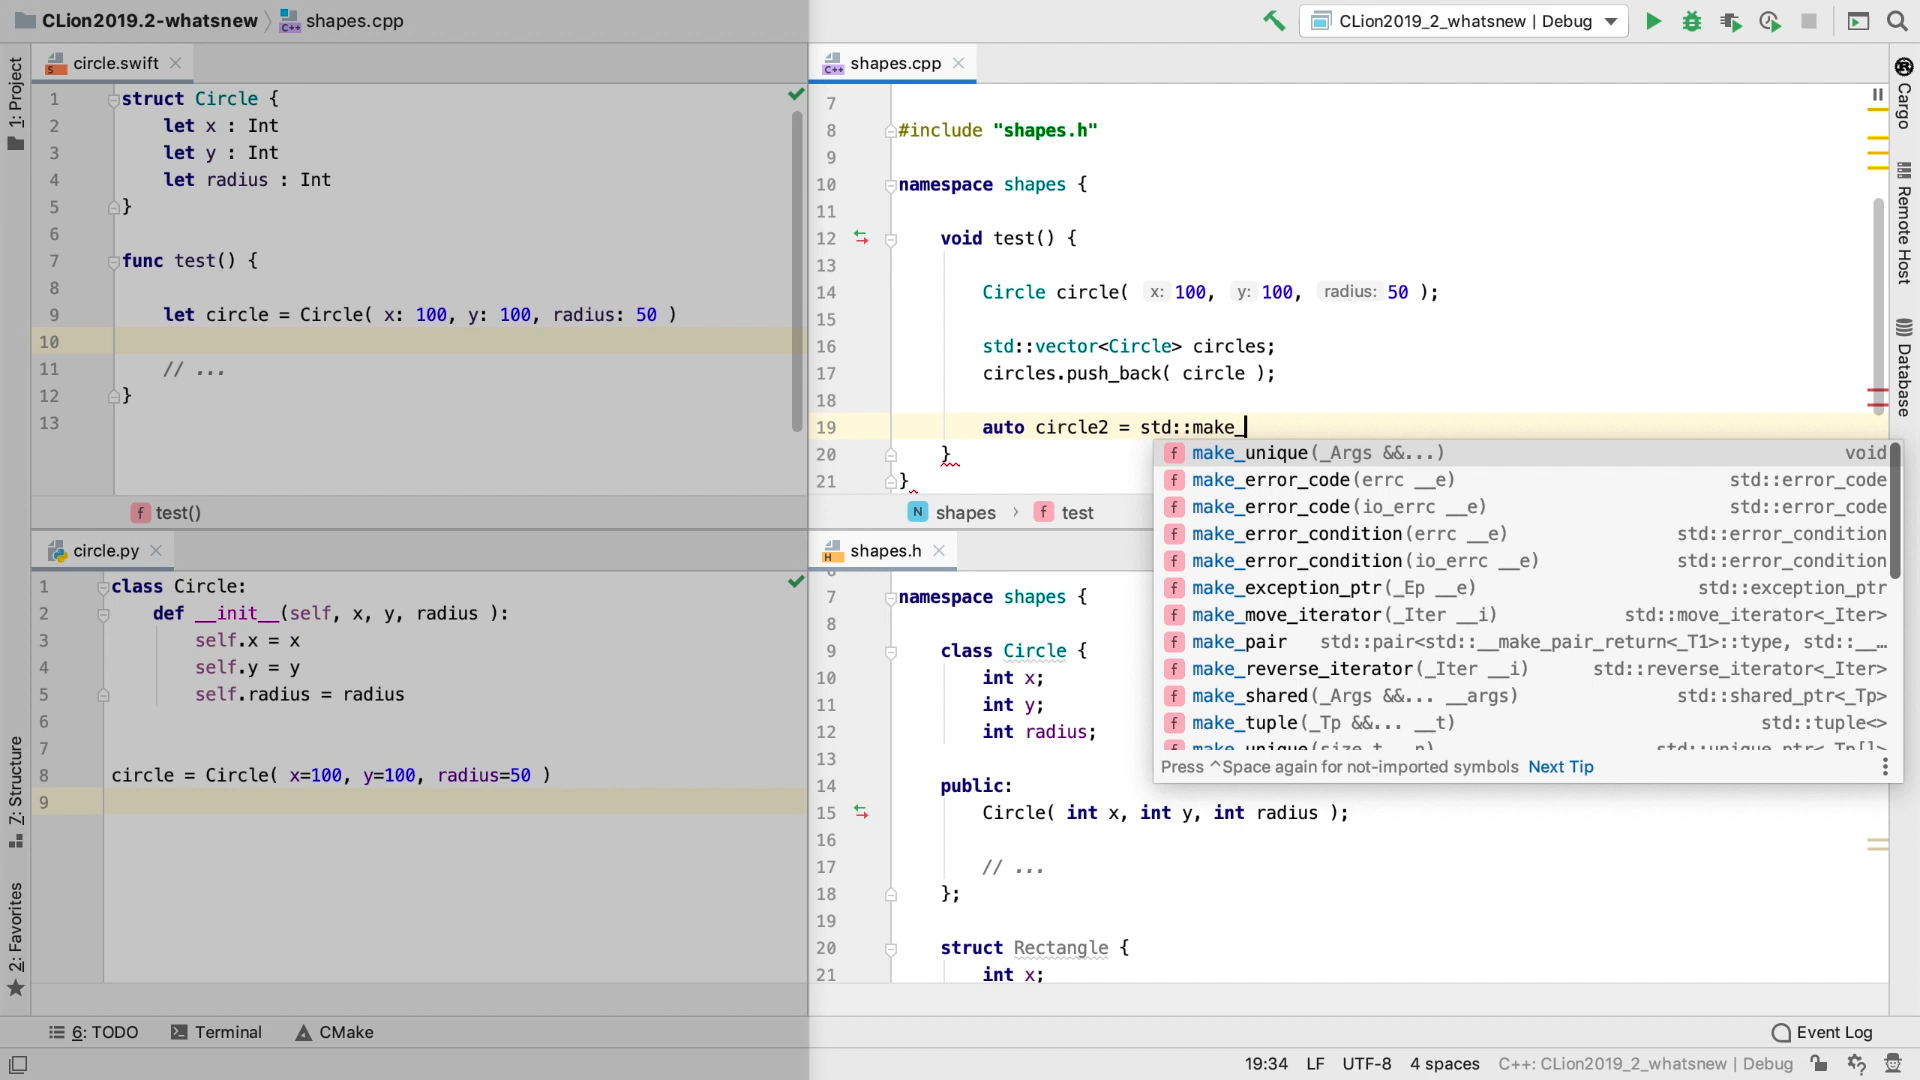 CLion2019.2-whatsnew
shapes.cpp
CLion2019_2_whatsnew | Debug
1: Project
Z: Structure
2: Favorites
circle.swift
1 struct Circle {
2 let x : Int
3 let y : Int
4 let radius : Int
5 }
6
7 func test() {
8
9 let circle = Circle( x: 100, y: 100, radius: 50 )
10
11 // ...
12 }
13
f test()
shapes.cpp
7
8 #include "shapes.h"
9
10 namespace shapes {
11
12 void test() {
13
14 Circle circle( x: 100, y: 100, radius: 50 );
15
16 std::vector<Circle> circles;
17 circles.push_back( circle );
18
19 auto circle2 = std::make_
20 }
21 }
N shapes
f test
f make_unique(_Args &&...) void
f make_error_code(errc __e) std::error_code
f make_error_code(io_errc __e) std::error_code
f make_error_condition(errc __e) std::error_condition
f make_error_condition(io_errc __e) std::error_condition
f make_exception_ptr(_Ep __e) std::exception_ptr
f make_move_iterator(_Iter __i) std::move_iterator<_Iter>
f make_pair std::pair<std::__make_pair_return<_T1>::type, std::__…
f make_reverse_iterator(_Iter __i) std::reverse_iterator<_Iter>
f make_shared(_Args &&... __args) std::shared_ptr<_Tp>
f make_tuple(_Tp &&... __t) std::tuple<>
f make_unique(size_t __n) std::unique_ptr<_Tp[]>
Press ^Space again for not-imported symbols Next Tip
circle.py
1 class Circle:
2 def __init__(self, x, y, radius ):
3 self.x = x
4 self.y = y
5 self.radius = radius
6
7
8 circle = Circle( x=100, y=100, radius=50 )
9
shapes.h
7 namespace shapes {
8
9 class Circle {
10 int x;
11 int y;
12 int radius;
13
14 public:
15 Circle( int x, int y, int radius );
16
17 // ...
18 };
19
20 struct Rectangle {
21 int x;
Cargo
Remote Host
Database
6: TODO
Terminal
CMake
Event Log
19:34 LF UTF-8 4 spaces C++: CLion2019_2_whatsnew | Debug